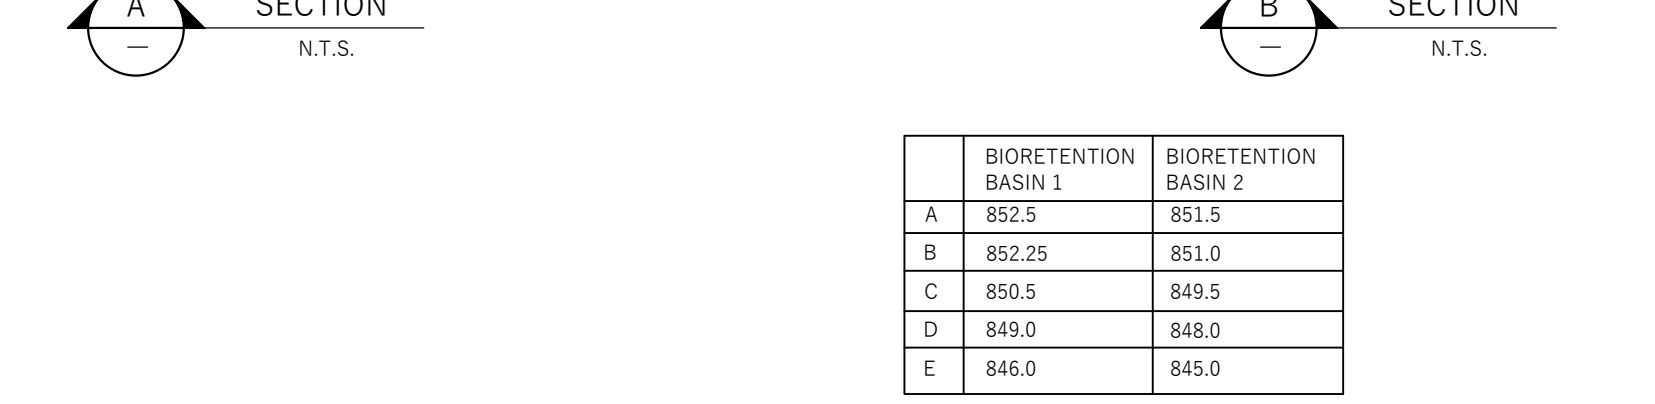 A SECTION
— N.T.S.
B SECTION
— N.T.S.
BIORETENTION BASIN 1 BIORETENTION BASIN 2
A 852.5 851.5
B 852.25 851.0
C 850.5 849.5
D 849.0 848.0
E 846.0 845.0